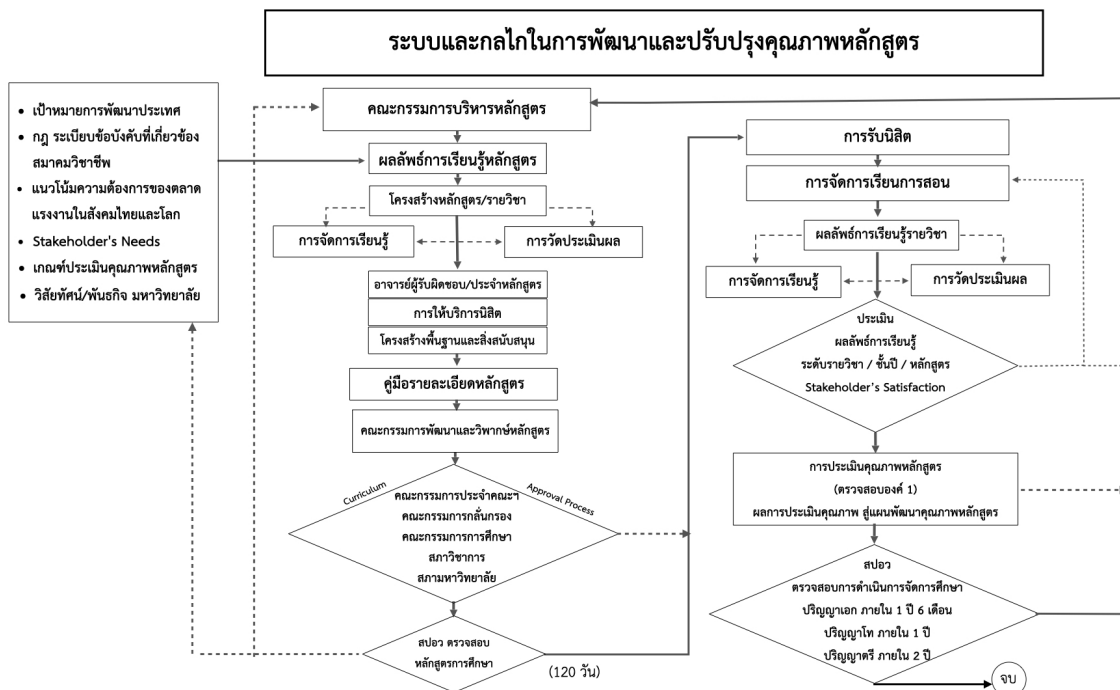 ระบบและกลไกในการพัฒนาและปรับปรุงคุณภาพหลักสูตร
• เป้าหมายการพัฒนาประเทศ
• กฎ ระเบียบข้อบังคับที่เกี่ยวข้อง
สมาคมวิชาชีพ
• แนวโน้มความต้องการของตลาด
แรงงานในสังคมไทยและโลก
• Stakeholder's Needs
• เกณฑ์ประเมินคุณภาพหลักสูตร
• วิสัยทัศน์/พันธกิจ มหาวิทยาลัย
คณะกรรมการบริหารหลักสูตร
ผลลัพธ์การเรียนรู้หลักสูตร
โครงสร้างหลักสูตร/รายวิชา
การจัดการเรียนรู้
การวัดประเมินผล
อาจารย์ผู้รับผิดชอบ/ประจำหลักสูตร
การให้บริการนิสิต
โครงสร้างพื้นฐานและสิ่งสนับสนุน
คู่มือรายละเอียดหลักสูตร
คณะกรรมการพัฒนาและวิพากษ์หลักสูตร
Curriculum
Approval Process
คณะกรรมการประจำคณะฯ
คณะกรรมการกลั่นกรอง
คณะกรรมการการศึกษา
สภาวิชาการ
สภามหาวิทยาลัย
สปอว ตรวจสอบ
หลักสูตรการศึกษา
(120 วัน)
การรับนิสิต
การจัดการเรียนการสอน
ผลลัพธ์การเรียนรู้รายวิชา
การจัดการเรียนรู้
การวัดประเมินผล
ประเมิน
ผลลัพธ์การเรียนรู้
ระดับรายวิชา / ชั้นปี / หลักสูตร
Stakeholder's Satisfaction
การประเมินคุณภาพหลักสูตร
(ตรวจสอบองค์ 1)
ผลการประเมินคุณภาพ สู่แผนพัฒนาคุณภาพหลักสูตร
สปอว
ตรวจสอบการดำเนินการจัดการศึกษา
ปริญญาเอก ภายใน 1 ปี 6 เดือน
ปริญญาโท ภายใน 1 ปี
ปริญญาตรี ภายใน 2 ปี
จบ